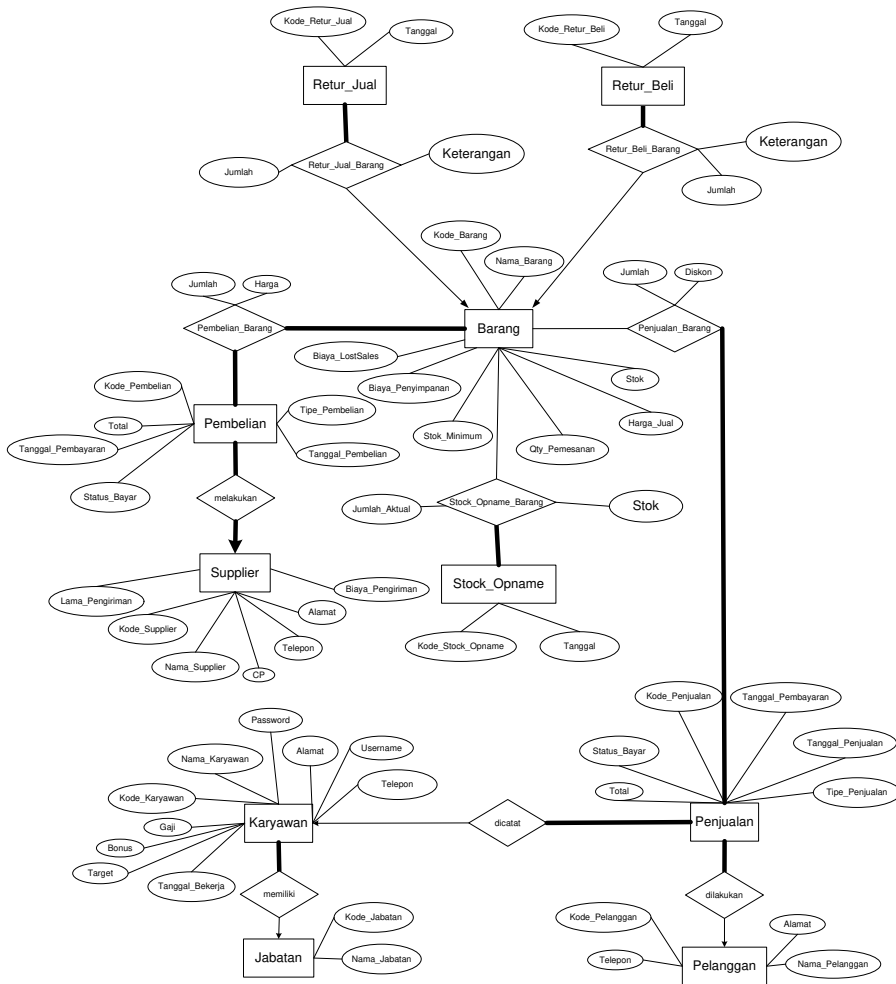 Kode_Retur_Jual
Tanggal
Kode_Retur_Beli
Tanggal
Retur_Jual
Retur_Beli
Jumlah
Retur_Jual_Barang
Keterangan
Retur_Beli_Barang
Keterangan
Jumlah
Kode_Barang
Nama_Barang
Jumlah
Harga
Jumlah
Diskon
Pembelian_Barang
Barang
Penjualan_Barang
Biaya_LostSales
Biaya_Penyimpanan
Stok
Kode_Pembelian
Tipe_Pembelian
Total
Pembelian
Harga_Jual
Stok_Minimum
Qty_Pemesanan
Tanggal_Pembayaran
Tanggal_Pembelian
Status_Bayar
melakukan
Jumlah_Aktual
Stock_Opname_Barang
Stok
Supplier
Stock_Opname
Biaya_Pengiriman
Lama_Pengiriman
Alamat
Kode_Supplier
Telepon
Nama_Supplier
CP
Kode_Stock_Opname
Tanggal
Kode_Penjualan
Tanggal_Pembayaran
Password
Nama_Karyawan
Alamat
Username
Status_Bayar
Tanggal_Penjualan
Telepon
Kode_Karyawan
Total
Tipe_Penjualan
Gaji
Karyawan
dicatat
Penjualan
Bonus
Target
Tanggal_Bekerja
memiliki
dilakukan
Kode_Jabatan
Kode_Pelanggan
Alamat
Jabatan
Nama_Jabatan
Telepon
Pelanggan
Nama_Pelanggan